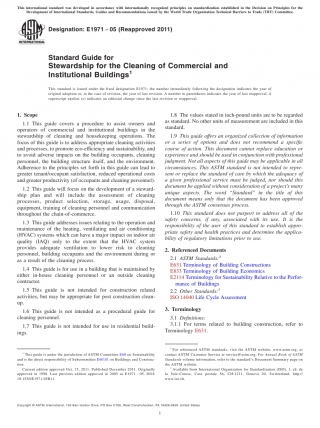 This international standard was developed in accordance with internationally recognized principles on standardization established in the Decision on Principles for the
Development of International Standards, Guides and Recommendations issued by the World Trade Organization Technical Barriers to Trade (TBT) Committee.
Designation: E1971 - 05 (Reapproved 2011)
Standard Guide for
Stewardship for the Cleaning of Commercial and
Institutional Buildings1
This standard is issued under the fixed designation E1971; the number immediately following the designation indicates the year of
original adoption or, in the case of revision, the year of last revision. A number in parentheses indicates the year of last reapproval. A
superscript epsilon (ε) indicates an editorial change since the last revision or reapproval.
1. Scope
1.1 This guide covers a procedure to assist owners and
operators of commercial and institutional buildings in the
stewardship of cleaning and housekeeping operations. The
focus of this guide is to address appropriate cleaning activities
and processes, to promote eco-efficiency and sustainability, and
to avoid adverse impacts on the building occupants, cleaning
personnel, the building structure itself, and the environment.
Adherence to the principles set forth in this guide can lead to
greater tenant/occupant satisfaction, reduced operational costs
and greater productivity (of occupants and cleaning personnel).
1.2 This guide will focus on the development of a steward-
ship plan and will include the assessment of cleaning
processes, product selection, storage, usage, disposal,
equipment, training of cleaning personnel and communication
throughout the chain-of-commerce.
1.3 This guide addresses issues relating to the operation and
maintenance of the heating, ventilating and air conditioning
(HVAC) systems which can have a major impact on indoor air
quality (IAQ) only to the extent that the HVAC system
provides adequate ventilation to lower risk to cleaning
personnel, building occupants and the environment during or
as a result of the cleaning process.
1.4 This guide is for use in a building that is maintained by
either in-house cleaning personnel or an outside cleaning
contractor.
1.5 This guide is not intended for construction related
activities, but may be appropriate for post construction clean-
up.
1.6 This guide is not intended as a procedural guide for
cleaning personnel.
1.7 This guide is not intended for use in residential build-
ings.
1.8 The values stated in inch-pound units are to be regarded
as standard. No other units of measurement are included in this
standard.
1.9 This guide offers an organized collection of information
or a series of options and does not recommend a specific
course of action. This document cannot replace education or
experience and should be used in conjunction with professional
judgment. Not all aspects of this guide may be applicable in all
circumstances. This ASTM standard is not intended to repre-
sent or replace the standard of care by which the adequacy of
a given professional service must be judged, nor should this
document be applied without consideration of a project's many
unique aspects. The word "Standard" in the title of this
document means only that the document has been approved
through the ASTM consensus process.
1.10 This standard does not purport to address all of the
safety concerns, if any, associated with its use. It is the
responsibility of the user of this standard to establish appro-
priate safety and health practices and determine the applica-
bility of regulatory limitations prior to use.
2. Referenced Documents
2.1 ASTM Standards:2
E631 Terminology of Building Constructions
E833 Terminology of Building Economics
E2114 Terminology for Sustainability Relative to the Perfor-
mance of Buildings
2.2 Other Standards:3
ISO 14040 Life Cycle Assessment
3. Terminology
3.1 Definitions:
3.1.1 For terms related to building construction, refer to
Terminology E631.
1 This guide is under the jurisdiction of ASTM Committee E60 on Sustainability
and is the direct responsibility of Subcommittee E60.01 on Buildings and Construc-
tion.
Current edition approved Oct. 15, 2011. Published December 2011. Originally
approved in 1998. Last previous edition approved in 2005 as E1971 – 05. DOI:
10.1520/E1971-05R11.
2 For referenced ASTM standards, visit the ASTM website, www.astm.org, or
contact ASTM Customer Service at service@astm.org. For Annual Book of ASTM
Standards volume information, refer to the standard's Document Summary page on
the ASTM website.
3 Available from International Organization for Standardization (ISO), 1, ch. de
la Voie-Creuse, Case postale 56, CH-1211, Geneva 20, Switzerland, http://
www.iso.ch.
Copyright © ASTM International, 100 Barr Harbor Drive, PO Box C700, West Conshohocken, PA 19428-2959. United States
1